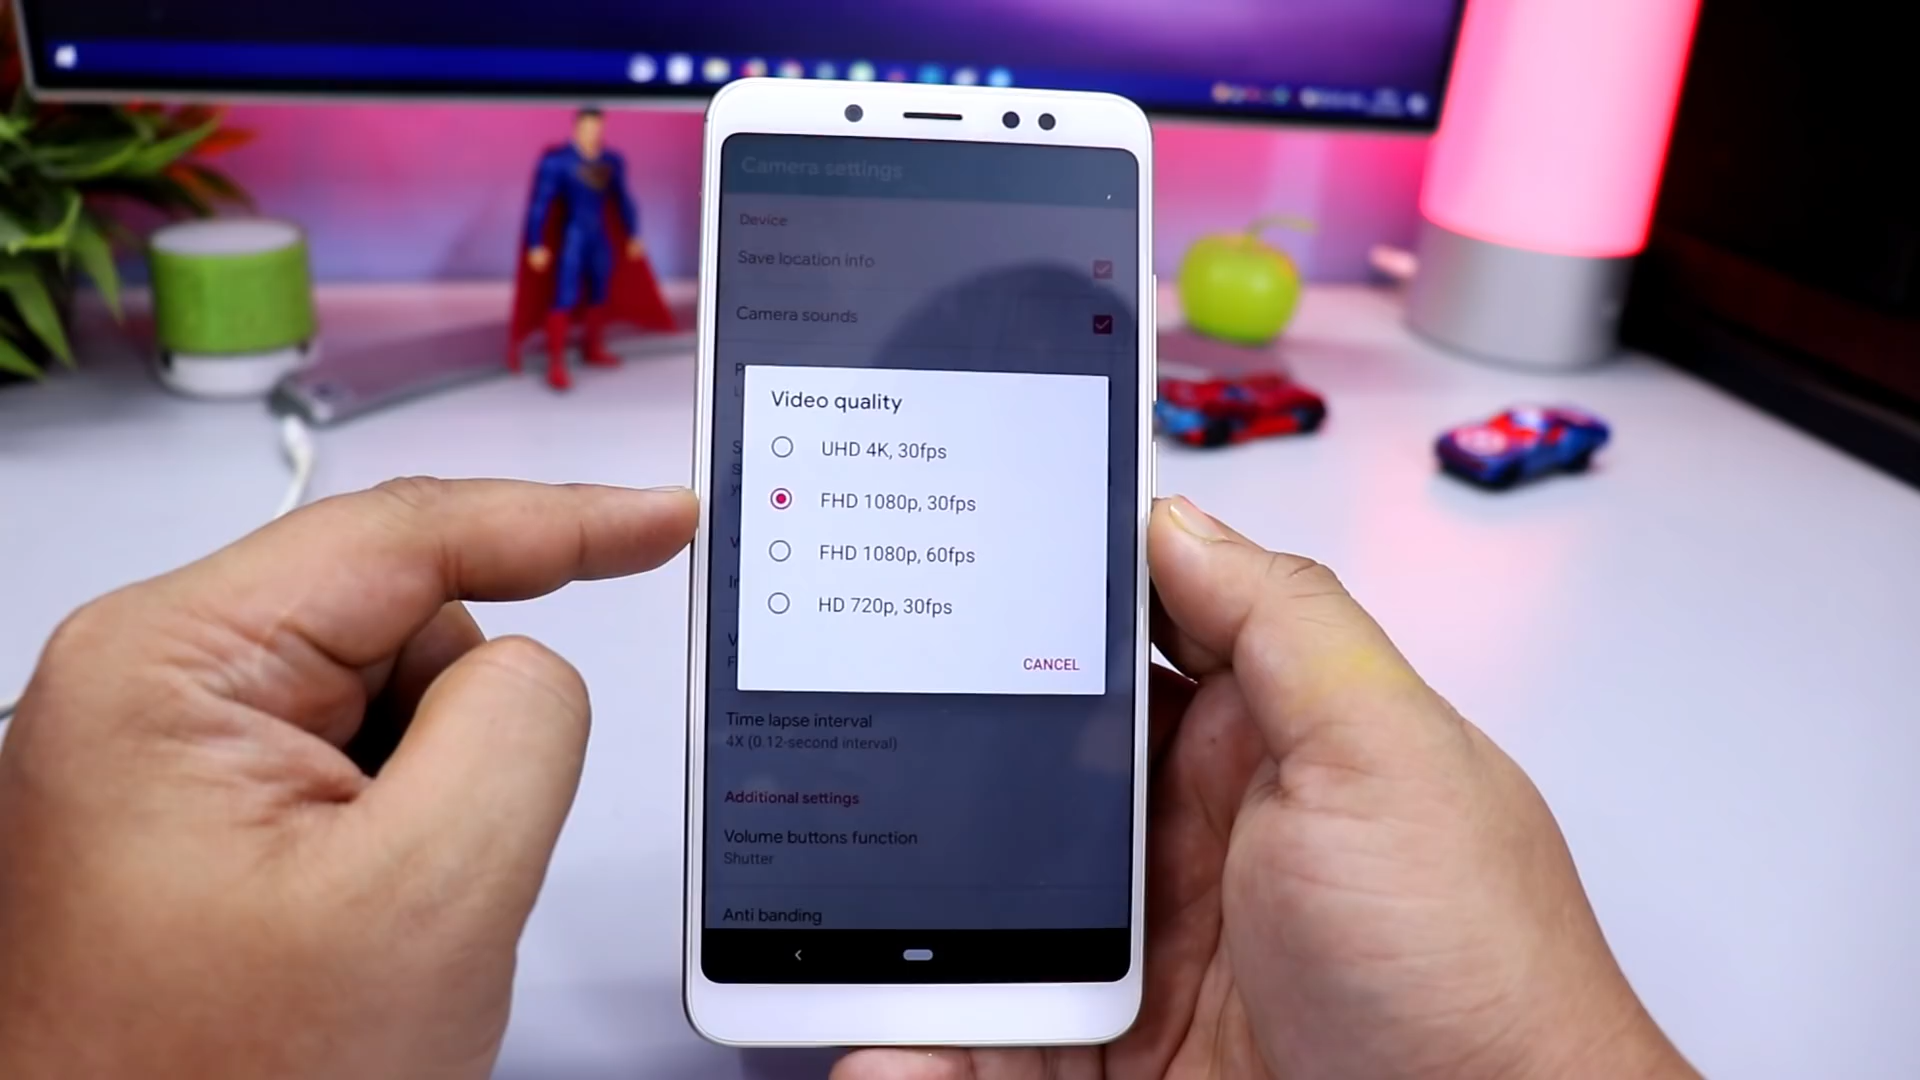 Camera settings
Device
Save location info
Camera sounds
Video quality
UHD 4K, 30fps
FHD 1080p, 30fps
FHD 1080p, 60fps
HD 720p, 30fps
CANCEL
Time lapse interval
4X (0.12-second interval)
Additional settings
Volume buttons function
Shutter
Anti banding